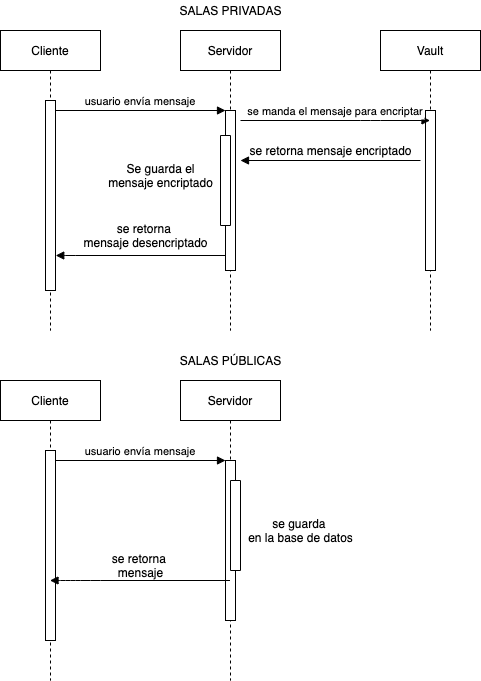 SALAS PRIVADAS
Cliente
Servidor
Vault
usuario envía mensaje
se manda el mensaje para encriptar
se retorna mensaje encriptado
Se guarda el
mensaje encriptado
se retorna
mensaje desencriptado
SALAS PÚBLICAS
Cliente
Servidor
usuario envía mensaje
se guarda
en la base de datos
se retorna
mensaje